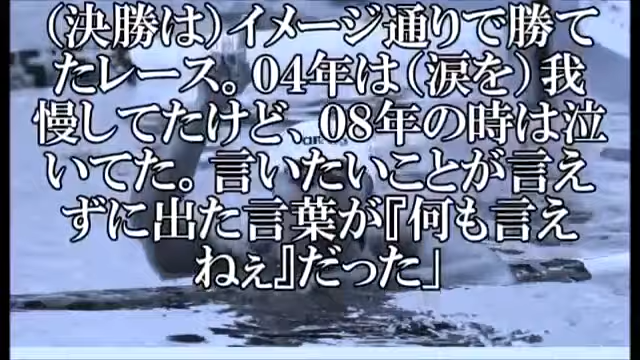 （決勝は）イメージ通りで勝て
たレース。04年は（涙を）我
慢してたけど、08年の時は泣
いてた。言いたいことが言え
ずに出た言葉が『何も言え
ねぇ』だった」